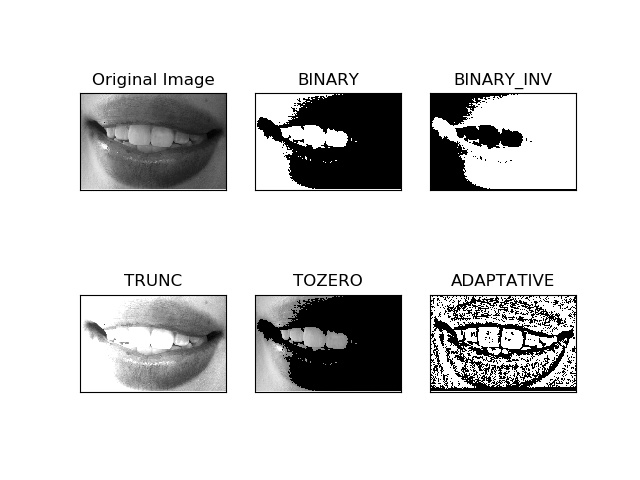 Original Image
BINARY
BINARY_INV
TRUNC
TOZERO
ADAPTATIVE